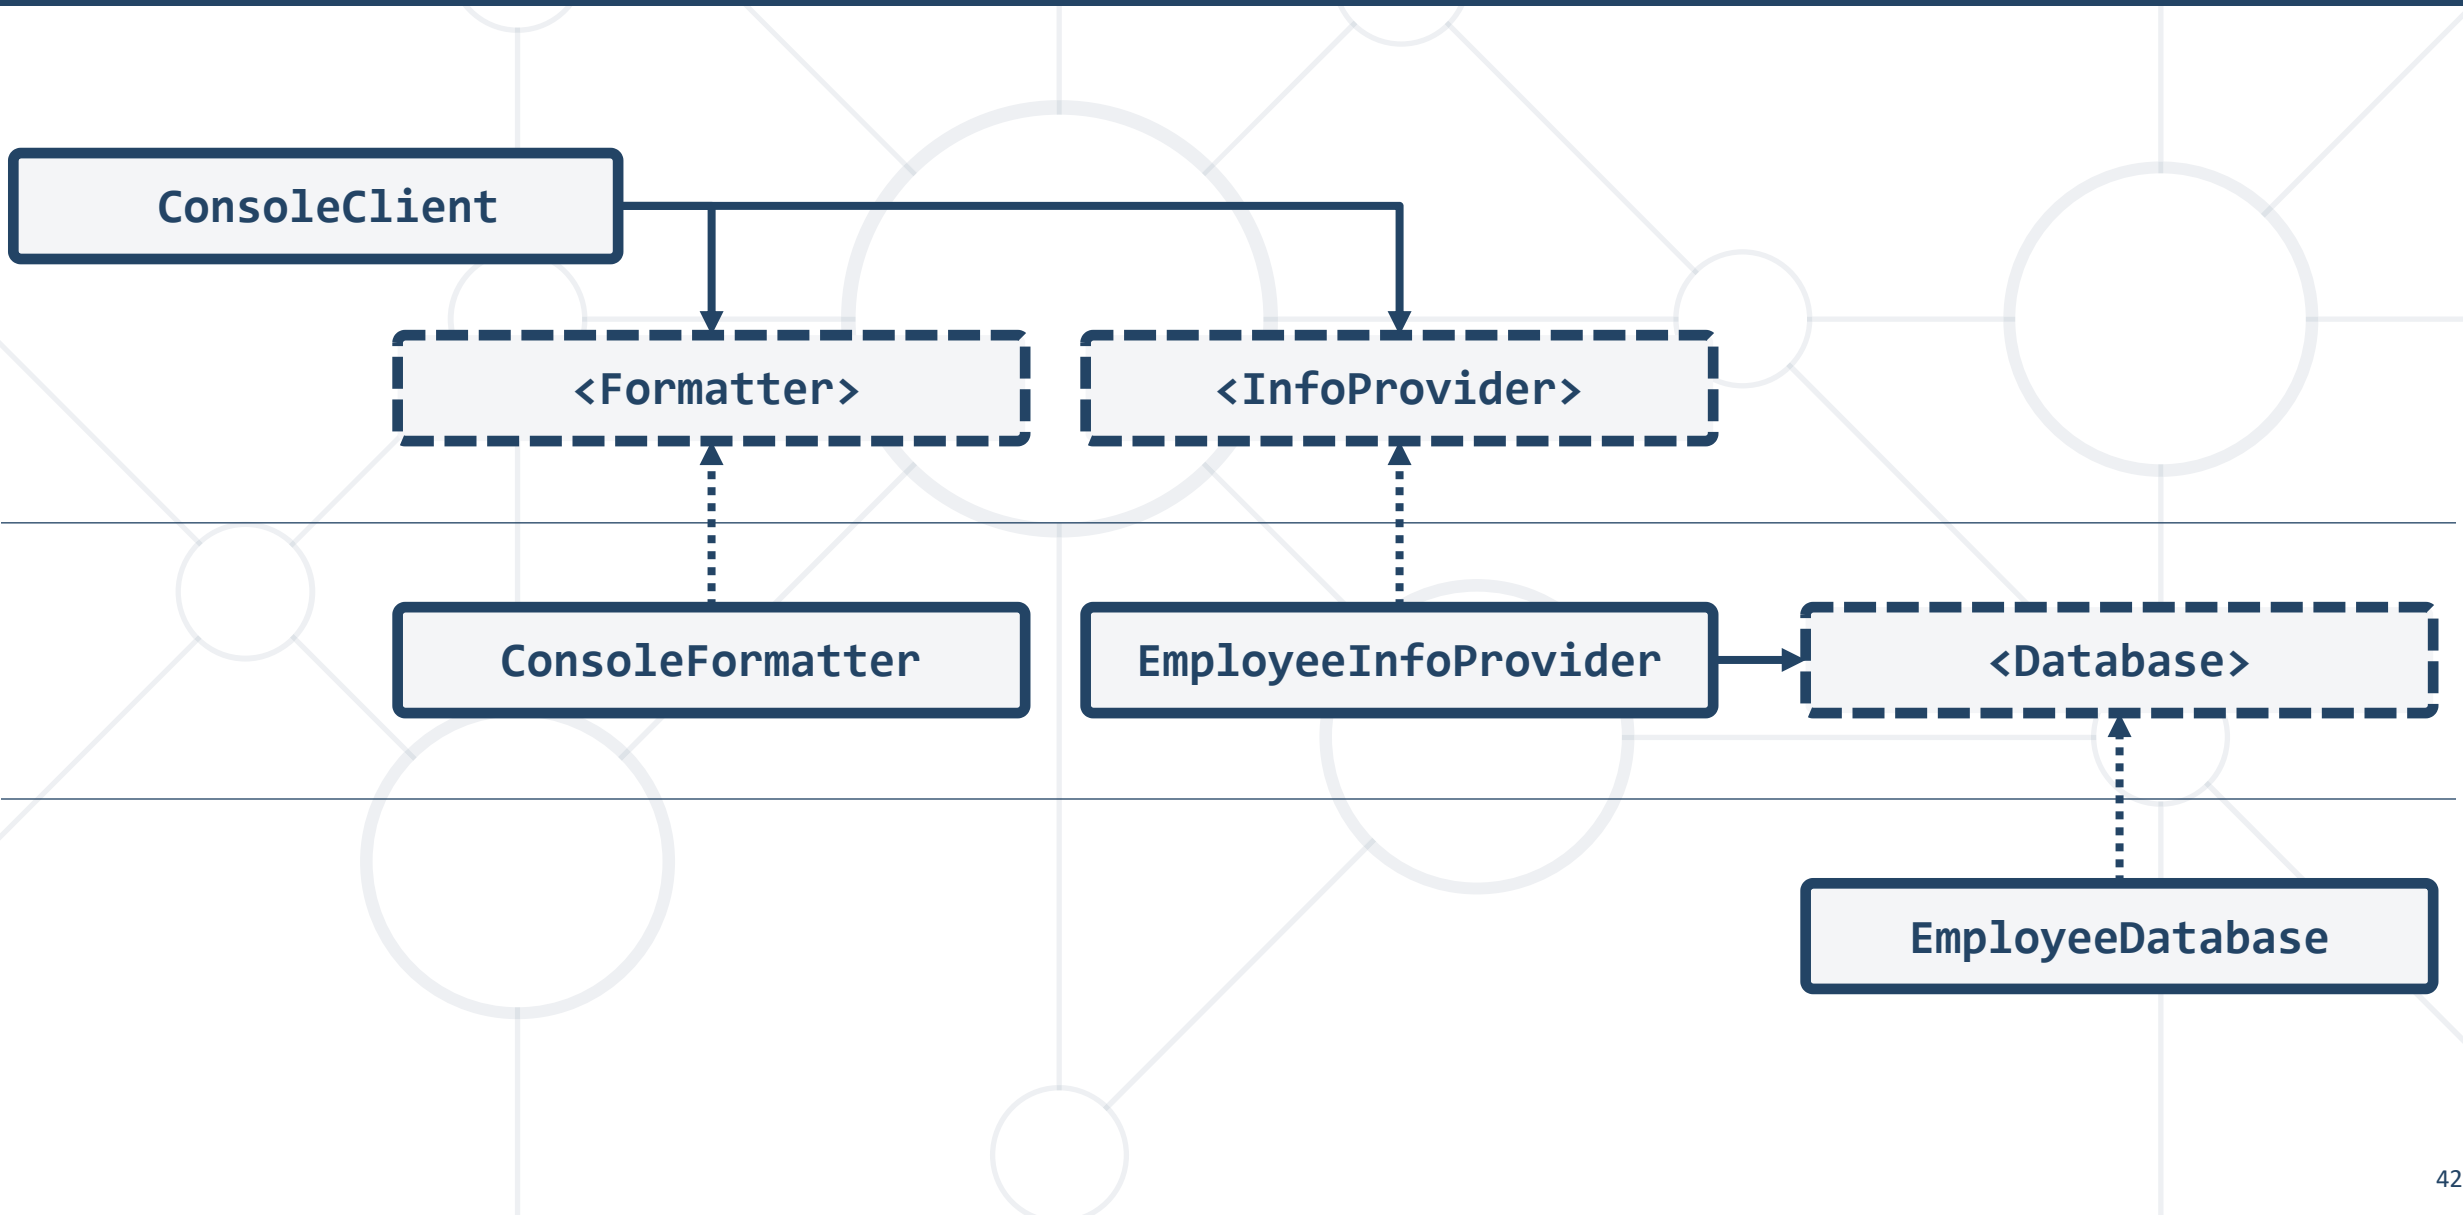 ConsoleClient
<Formatter>
<InfoProvider>
ConsoleFormatter
EmployeeInfoProvider
<Database>
EmployeeDatabase
42